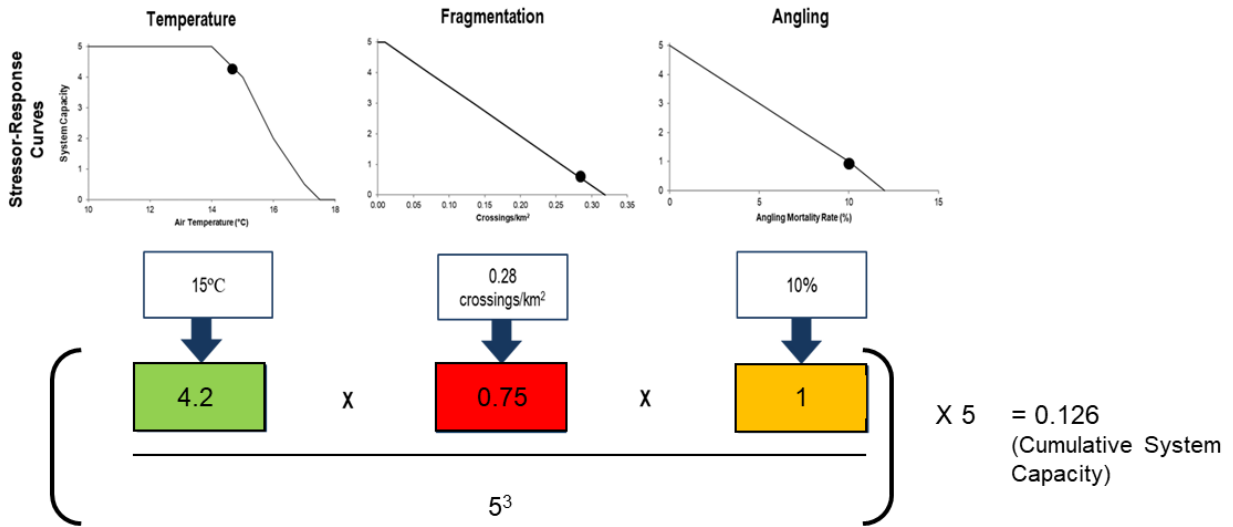 Temperature
Fragmentation
Angling
Stressor-Response
Curves
System Capacity
5
4
3
2
1
0
10
12
14
16
18
Air Temperature (°C)
5
4
3
2
1
0
0.00
0.05
0.10
0.15
0.20
0.25
0.30
0.35
Crossings/km²
5
4
3
2
1
0
0
5
10
15
Angling Mortality Rate (%)
15°C
0.28
crossings/km²
10%
4.2
X
0.75
X
1
5³
X 5 = 0.126
(Cumulative System
Capacity)